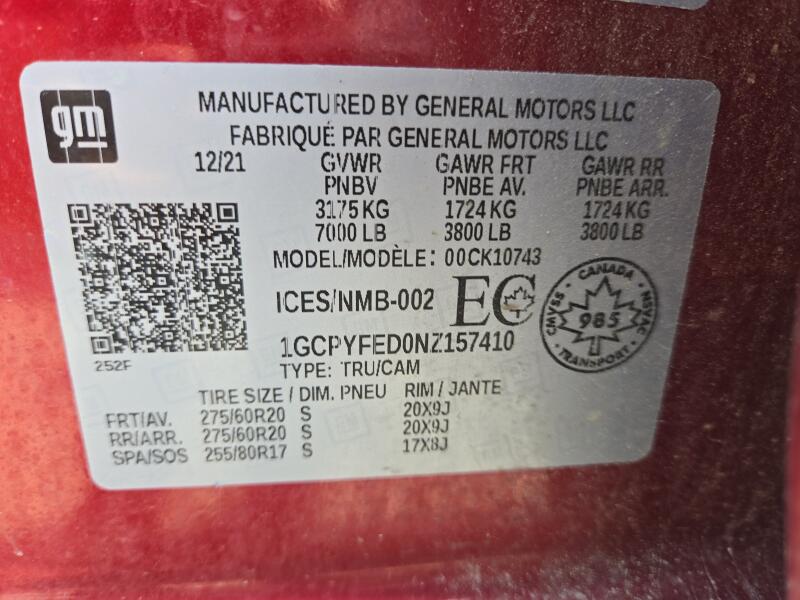 gm
MANUFACTURED BY GENERAL MOTORS LLC
FABRIQUÉ PAR GENERAL MOTORS LLC
12/21 GVWR GAWR FRT GAWR RR
PNBV PNBE AV. PNBE ARR.
3175 KG 1724 KG 1724 KG
7000 LB 3800 LB 3800 LB
MODEL/MODÈLE: 00CK10743
ICES/NMB-002 EC
CANADA
CMVSS 985 NSVAC
TRANSPORT
1GCPYFED0NZ157410
252F
TYPE: TRU/CAM
TIRE SIZE / DIM. PNEU RIM / JANTE
FRT/AV. 275/60R20 S 20X9J
RR/ARR. 275/60R20 S 20X9J
SPA/SOS 255/80R17 S 17X8J